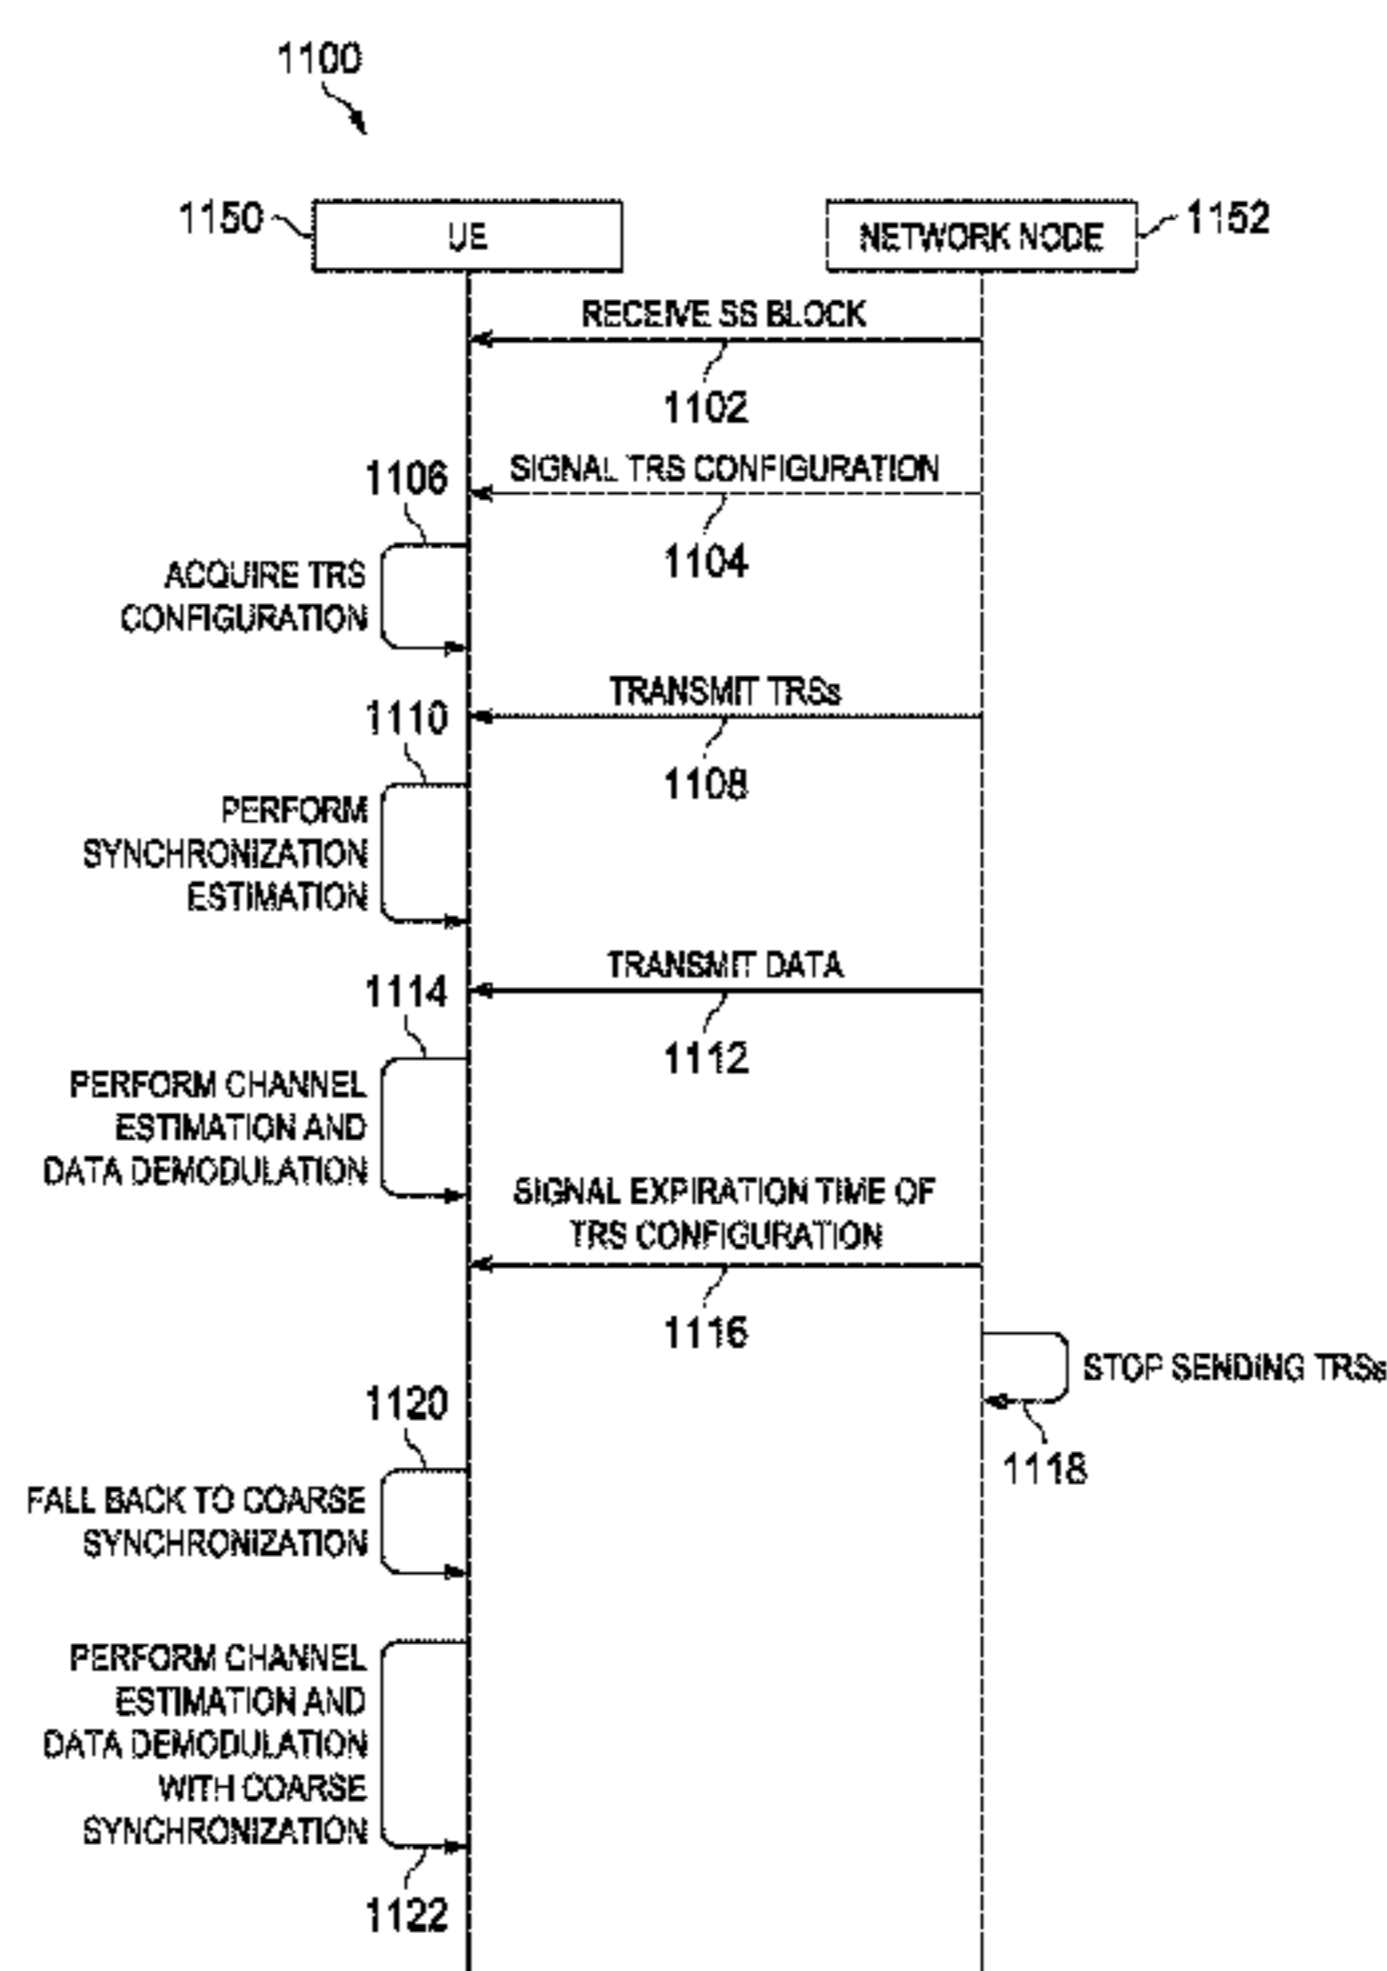 1100
1150
UE
NETWORK NODE
1152
RECEIVE SS BLOCK
1102
SIGNAL TRS CONFIGURATION
1104
1106
ACQUIRE TRS
CONFIGURATION
TRANSMIT TRSs
1108
1110
PERFORM
SYNCHRONIZATION
ESTIMATION
TRANSMIT DATA
1112
1114
PERFORM CHANNEL
ESTIMATION AND
DATA DEMODULATION
SIGNAL EXPIRATION TIME OF
TRS CONFIGURATION
1116
STOP SENDING TRSs
1118
1120
FALL BACK TO COARSE
SYNCHRONIZATION
PERFORM CHANNEL
ESTIMATION AND
DATA DEMODULATION
WITH COARSE
SYNCHRONIZATION
1122